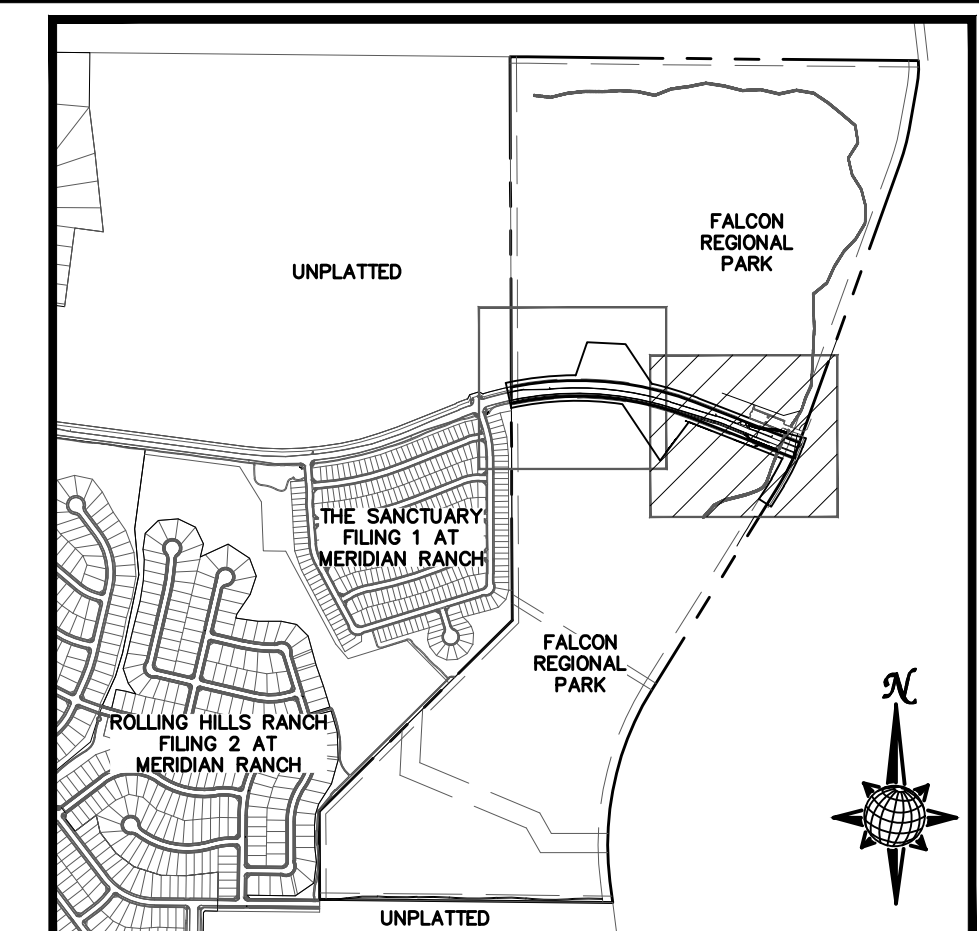 FALCON
REGIONAL
PARK
UNPLATTED
THE SANCTUARY
FILING 1 AT
MERIDIAN RANCH
FALCON
REGIONAL
PARK
N
ROLLING HILLS RANCH
FILING 2 AT
MERIDIAN RANCH
UNPLATTED